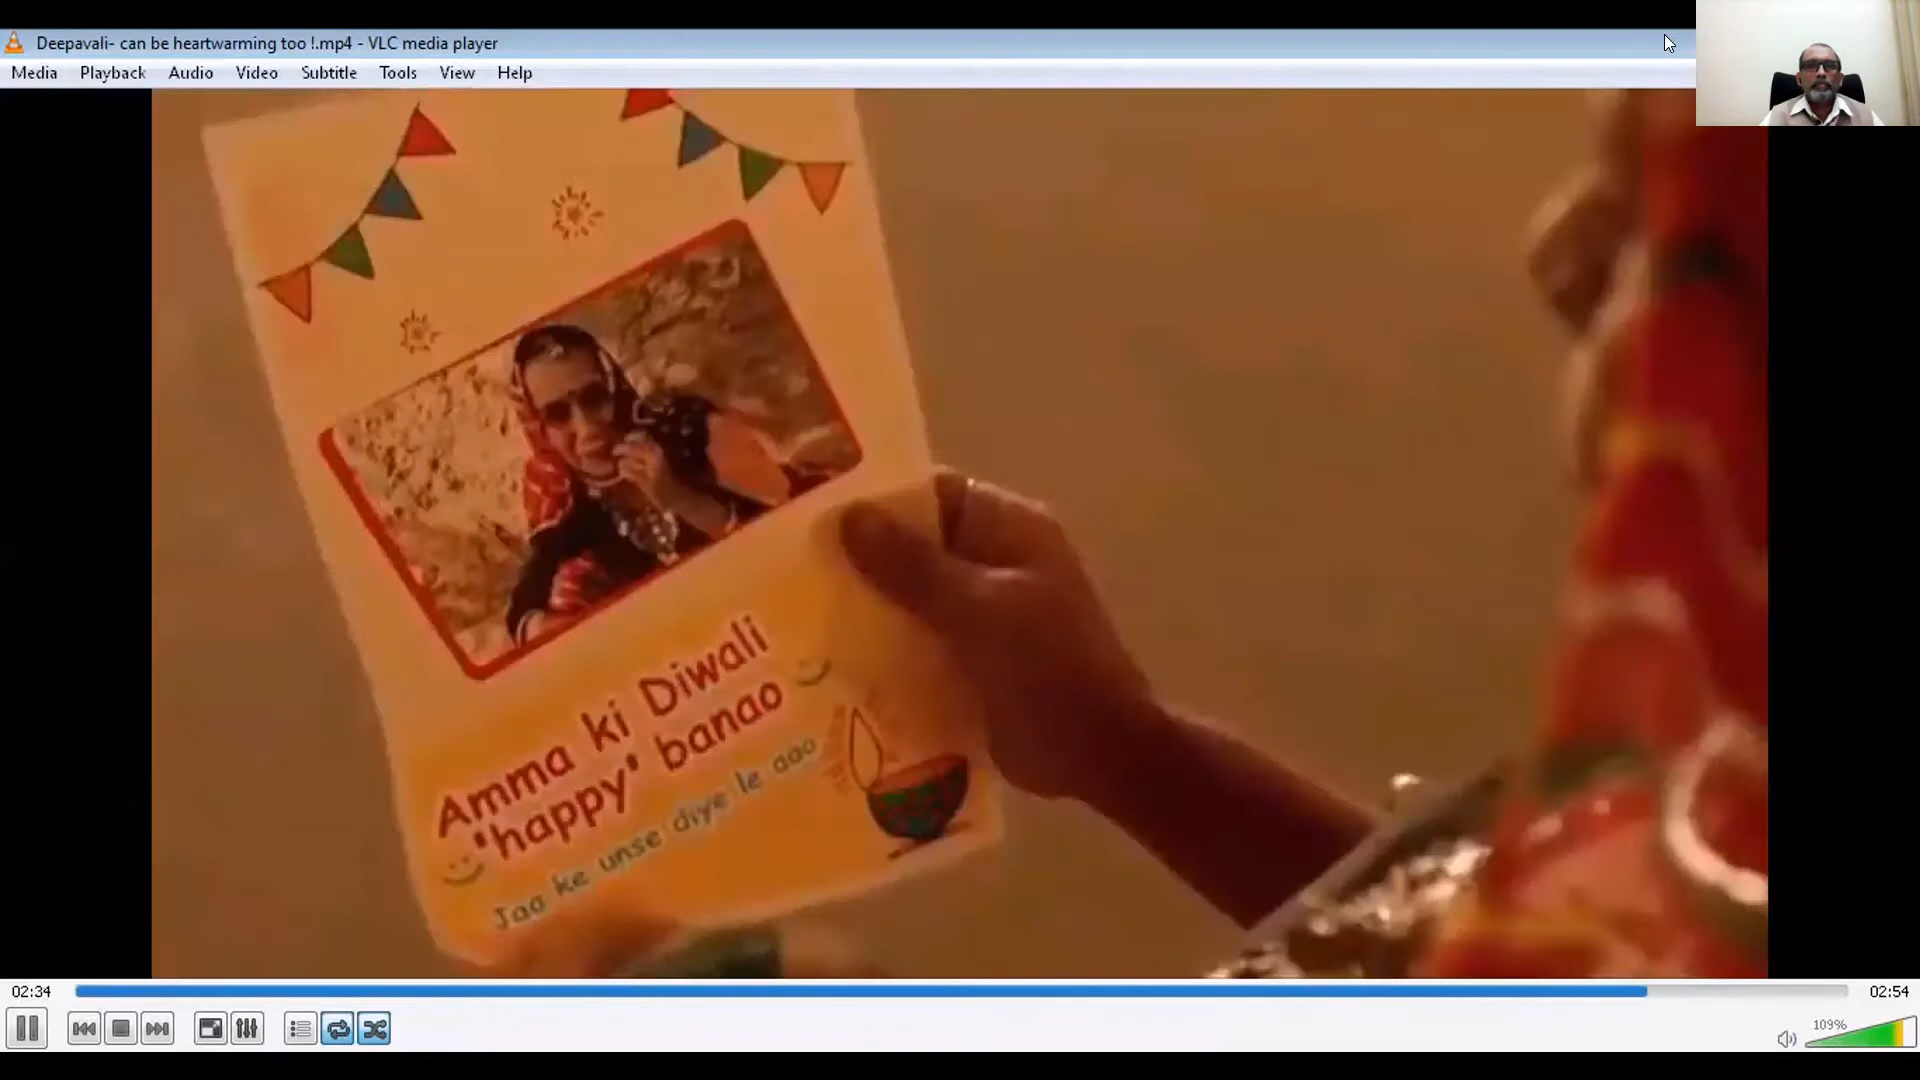 Deepavali- can be heartwarming too !.mp4 - VLC media player
Media Playback Audio Video Subtitle Tools View Help
Amma ki Diwali
'happy' banao
Jaa ke unse diye le aao
02:34
02:54
109%